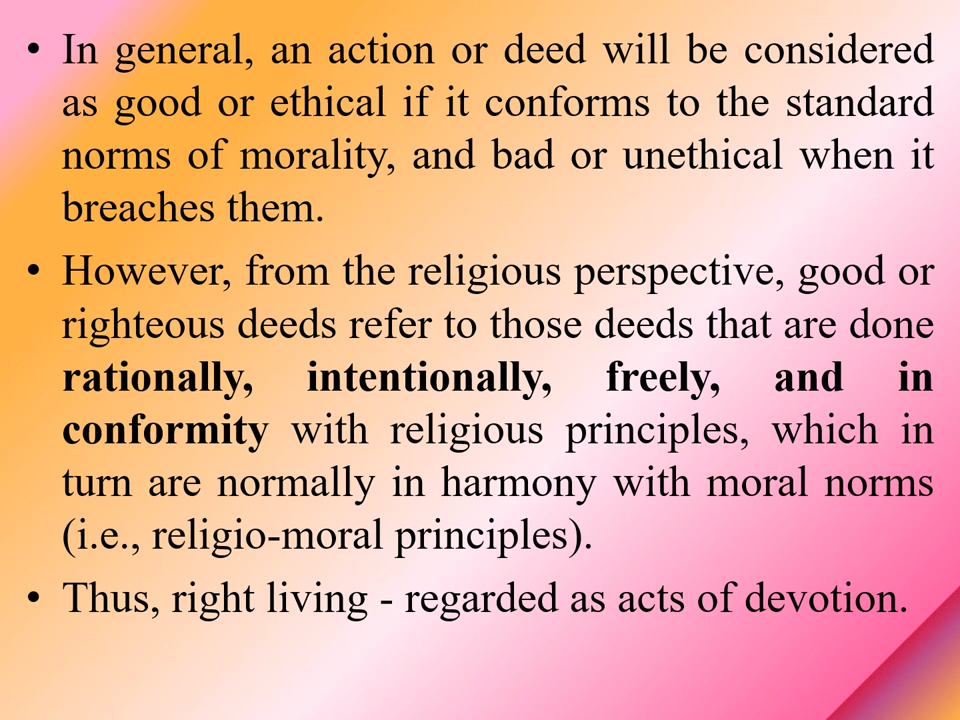 • In general, an action or deed will be considered
as good or ethical if it conforms to the standard
norms of morality, and bad or unethical when it
breaches them.
• However, from the religious perspective, good or
righteous deeds refer to those deeds that are done
rationally, intentionally, freely, and in
conformity with religious principles, which in
turn are normally in harmony with moral norms
(i.e., religio-moral principles).
• Thus, right living - regarded as acts of devotion.